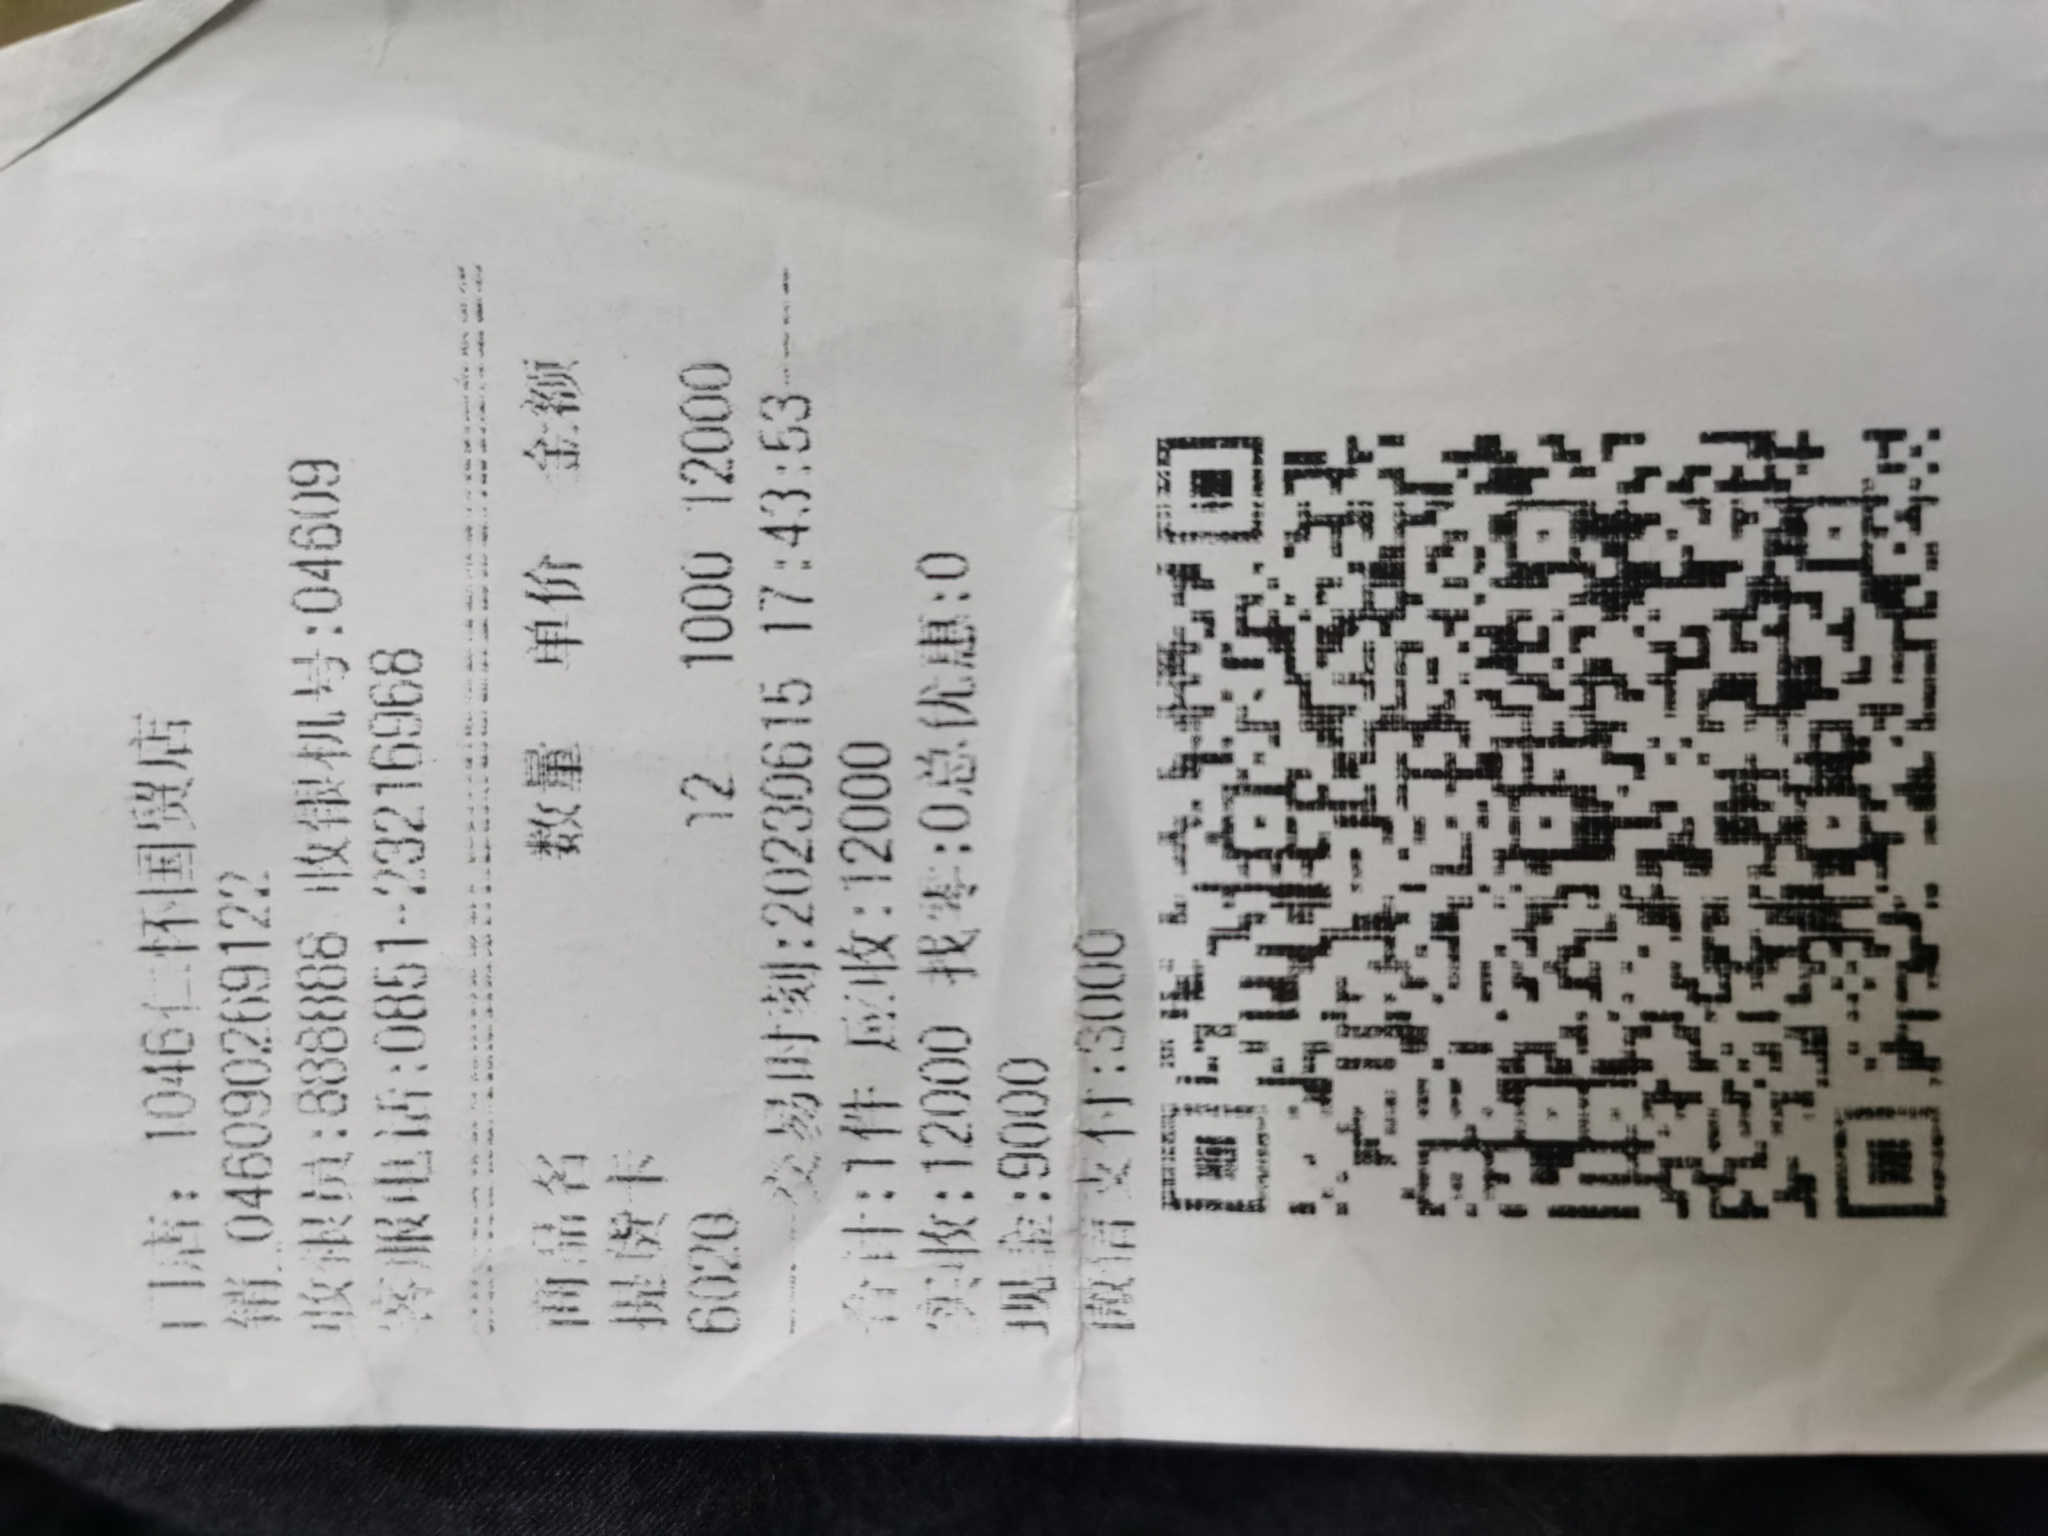 门店: 1046仁怀国贸店
销 046090269122
收银员:888888 收银机号:04609
客服电话:0851-23216968
商品名 数量 单价 金额
提货卡
6020 12 1000 12000
交易时刻:20230615 17:43:53
合计:1件 应收:12000
实收:12000 找零:0总优惠:0
现金:9000
微信支付:3000